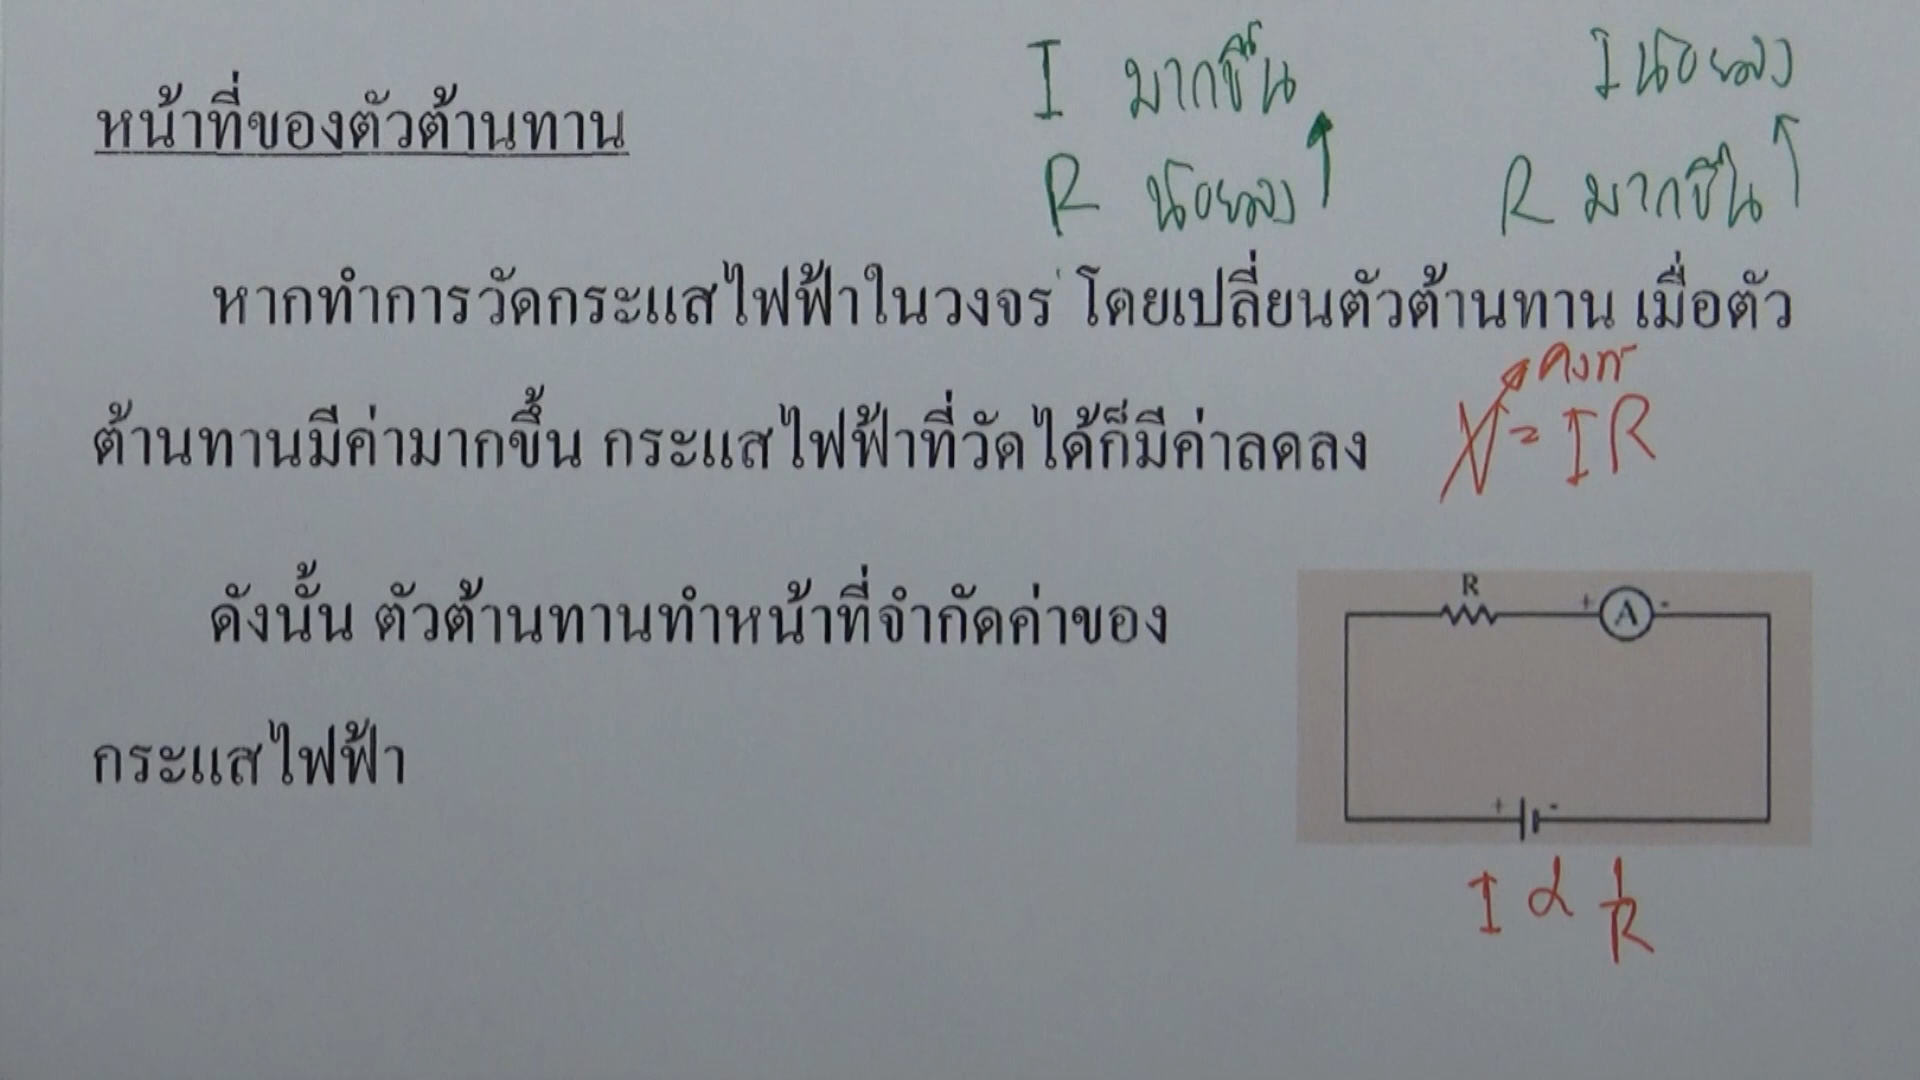 I มากขึ้น
I น้อยลง
หน้าที่ของตัวต้านทาน
R น้อยลง
R มากขึ้น
หากทำการวัดกระแสไฟฟ้าในวงจร โดยเปลี่ยนตัวต้านทาน เมื่อตัว
คงที่
ต้านทานมีค่ามากขึ้น กระแสไฟฟ้าที่วัดได้ก็มีค่าลดลง
V = IR
R
+ A -
ดังนั้น ตัวต้านทานทำหน้าที่จำกัดค่าของ
กระแสไฟฟ้า
+ -
I α 1/R